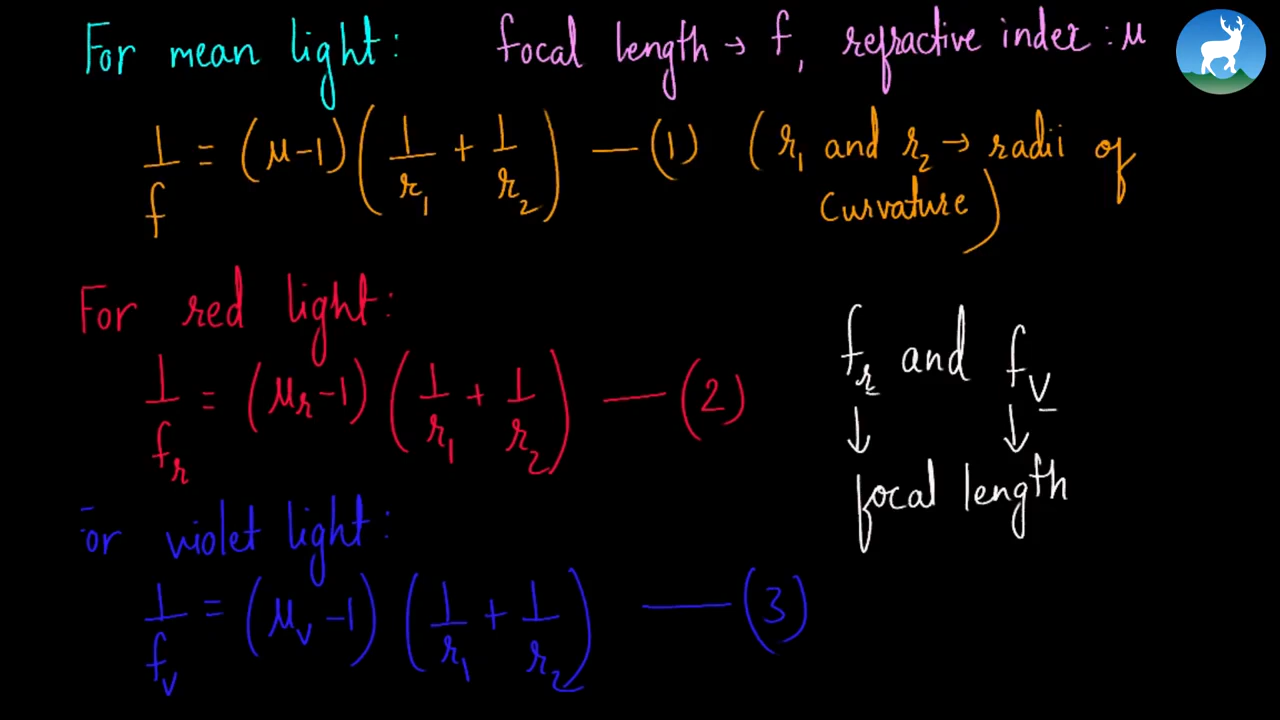 For mean light: focal length → f, refractive index: μ
1/f = (μ-1)(1/r₁ + 1/r₂) — (1) (r₁ and r₂ → radii of
curvature)
For red light:
1/fᵣ = (μᵣ-1)(1/r₁ + 1/r₂) — (2)
fᵣ and fᵥ
↓ ↓
focal length
For violet light:
1/fᵥ = (μᵥ-1)(1/r₁ + 1/r₂) — (3)